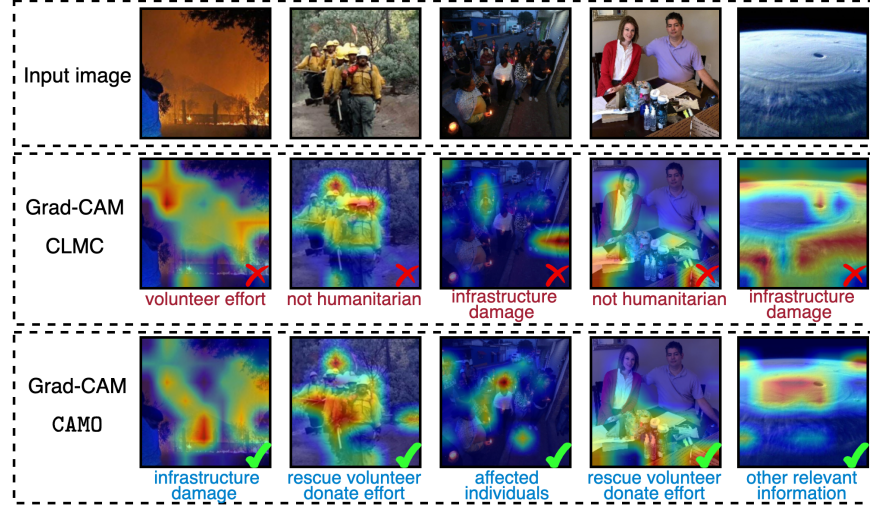 Input image
Grad-CAM
CLMC
volunteer effort
not humanitarian
infrastructure
damage
not humanitarian
infrastructure
damage
Grad-CAM
CAMO
infrastructure
damage
rescue volunteer
donate effort
affected
individuals
rescue volunteer
donate effort
other relevant
information